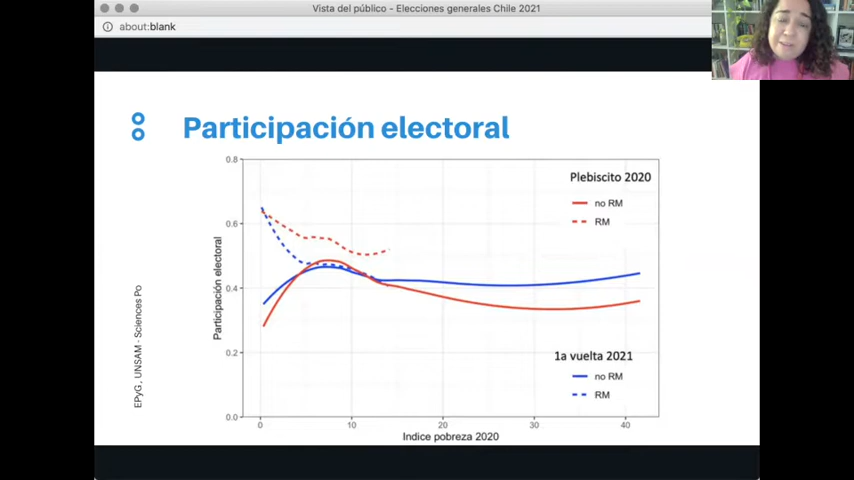 Vista del público - Elecciones generales Chile 2021
about:blank
Participación electoral
0.8
0.6
0.4
0.2
0.0
Participación electoral
Plebiscito 2020
no RM
RM
1a vuelta 2021
no RM
RM
0
10
20
30
40
Indice pobreza 2020
EPyG, UNSAM - Sciences Po